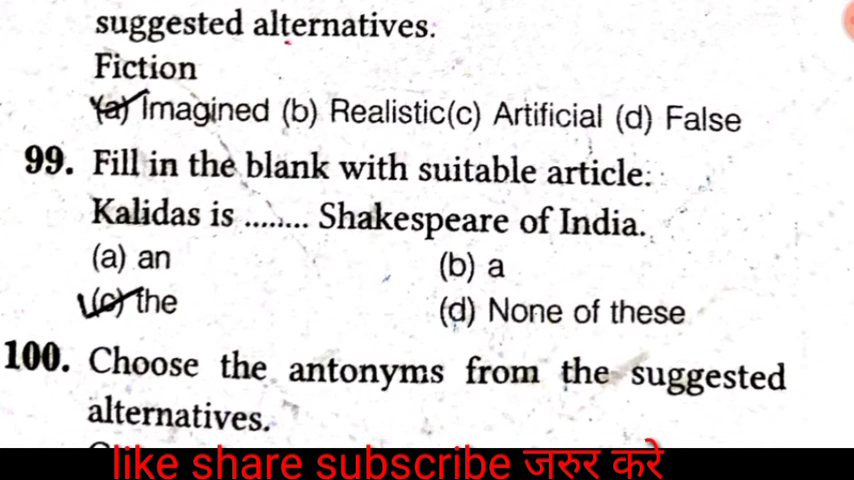 suggested alternatives.
Fiction
(a) Imagined (b) Realistic(c) Artificial (d) False
99. Fill in the blank with suitable article.
Kalidas is ........ Shakespeare of India.
(a) an (b) a
(c) the (d) None of these
100. Choose the antonyms from the suggested
alternatives.
like share subscribe जरुर करे